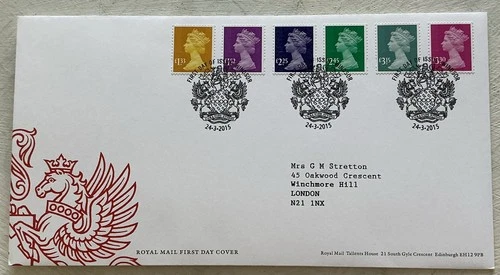 £1.33 £1.52 £2.25 £2.45 £3.15 £3.30
24-3-2015 24-3-2015 24-3-2015
Mrs G M Stretton
45 Oakwood Crescent
Winchmore Hill
LONDON
N21 1NX
ROYAL MAIL FIRST DAY COVER
Royal Mail Tallents House 21 South Gyle Crescent Edinburgh EH12 9PB